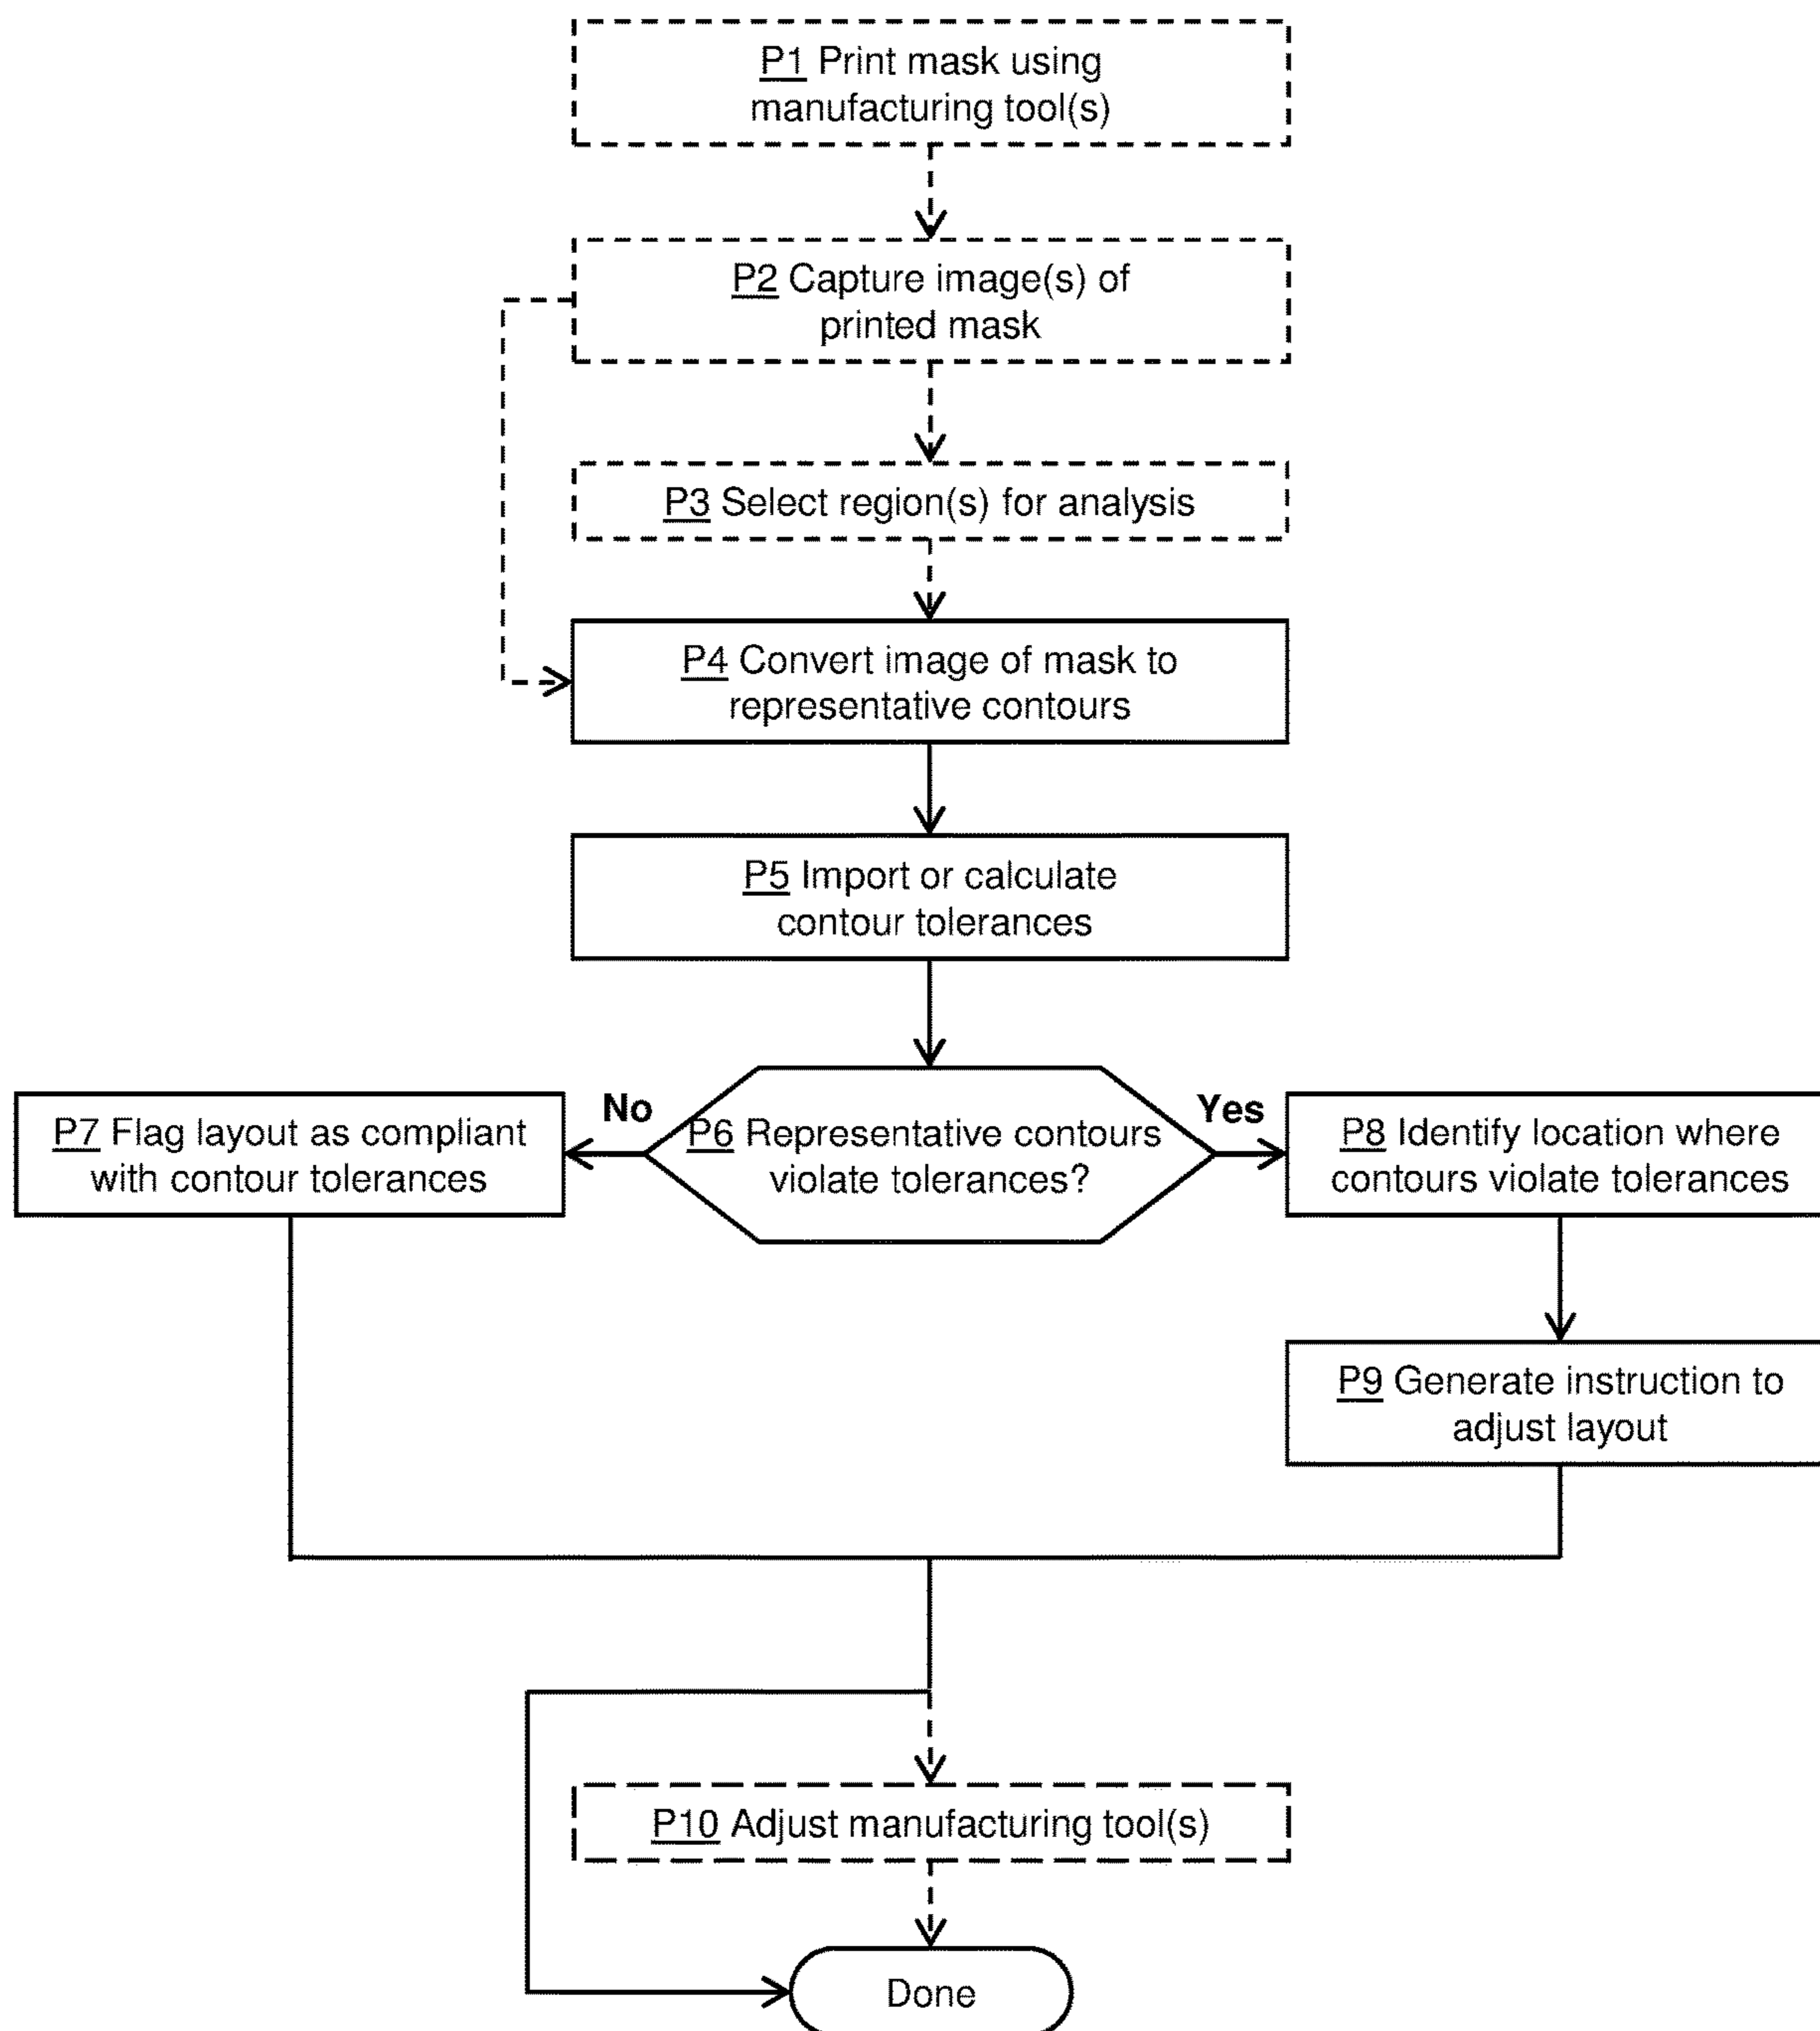 P1 Print mask using
manufacturing tool(s)
P2 Capture image(s) of
printed mask
P3 Select region(s) for analysis
P4 Convert image of mask to
representative contours
P5 Import or calculate
contour tolerances
No
P6 Representative contours
violate tolerances?
Yes
P7 Flag layout as compliant
with contour tolerances
P8 Identify location where
contours violate tolerances
P9 Generate instruction to
adjust layout
P10 Adjust manufacturing tool(s)
Done